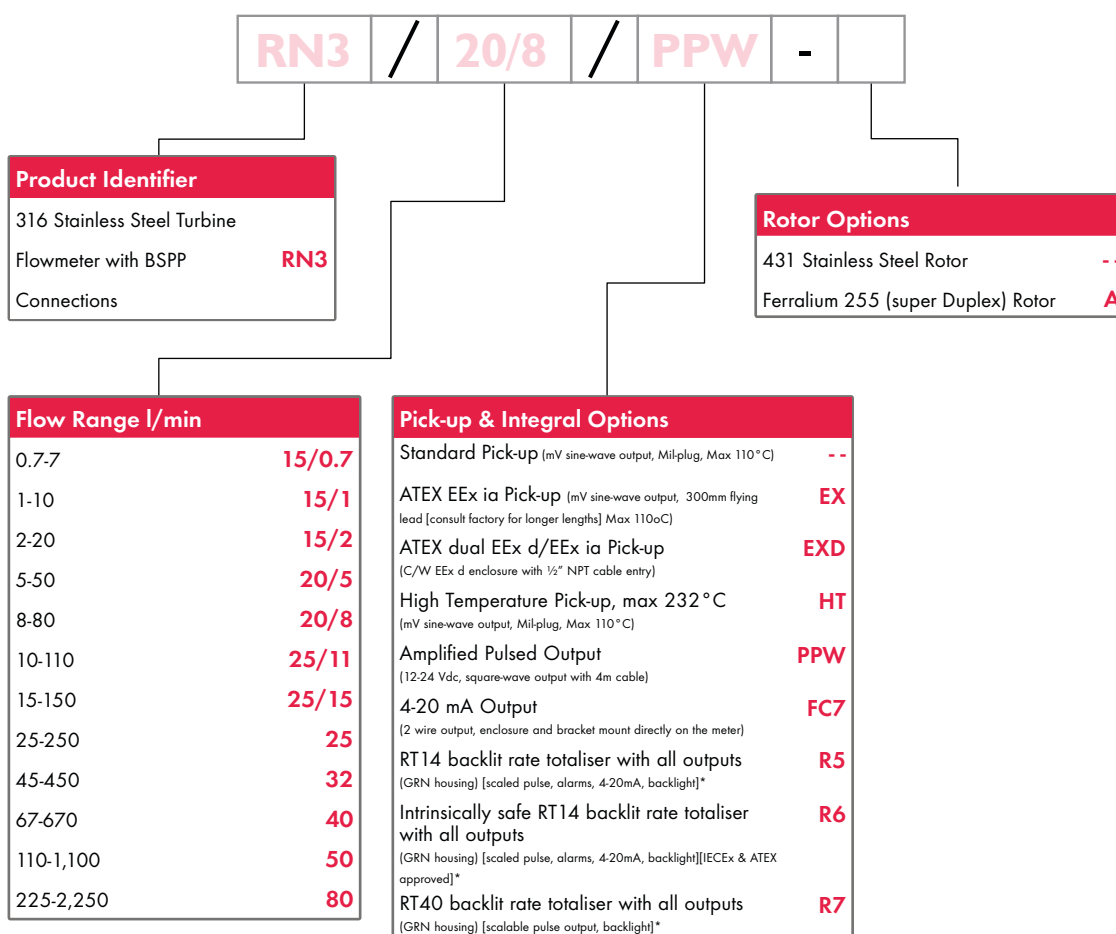 RN3 / 20/8 / PPW -
Product Identifier
316 Stainless Steel Turbine
Flowmeter with BSPP RN3
Connections
Rotor Options
431 Stainless Steel Rotor --
Ferralium 255 (super Duplex) Rotor A
Flow Range l/min
0.7-7 15/0.7
1-10 15/1
2-20 15/2
5-50 20/5
8-80 20/8
10-110 25/11
15-150 25/15
25-250 25
45-450 32
67-670 40
110-1,100 50
225-2,250 80
Pick-up & Integral Options
Standard Pick-up (mV sine-wave output, Mil-plug, Max 110°C) --
ATEX EEx ia Pick-up (mV sine-wave output, 300mm flying EX
lead [consult factory for longer lengths] Max 110oC)
ATEX dual EEx d/EEx ia Pick-up EXD
(C/W EEx d enclosure with ½” NPT cable entry)
High Temperature Pick-up, max 232°C HT
(mV sine-wave output, Mil-plug, Max 110°C)
Amplified Pulsed Output PPW
(12-24 Vdc, square-wave output with 4m cable)
4-20 mA Output FC7
(2 wire output, enclosure and bracket mount directly on the meter)
RT14 backlit rate totaliser with all outputs R5
(GRN housing) [scaled pulse, alarms, 4-20mA, backlight]*
Intrinsically safe RT14 backlit rate totaliser R6
with all outputs
(GRN housing) [scaled pulse, alarms, 4-20mA, backlight][IECEx & ATEX
approved]*
RT40 backlit rate totaliser with all outputs R7
(GRN housing) [scalable pulse output, backlight]*